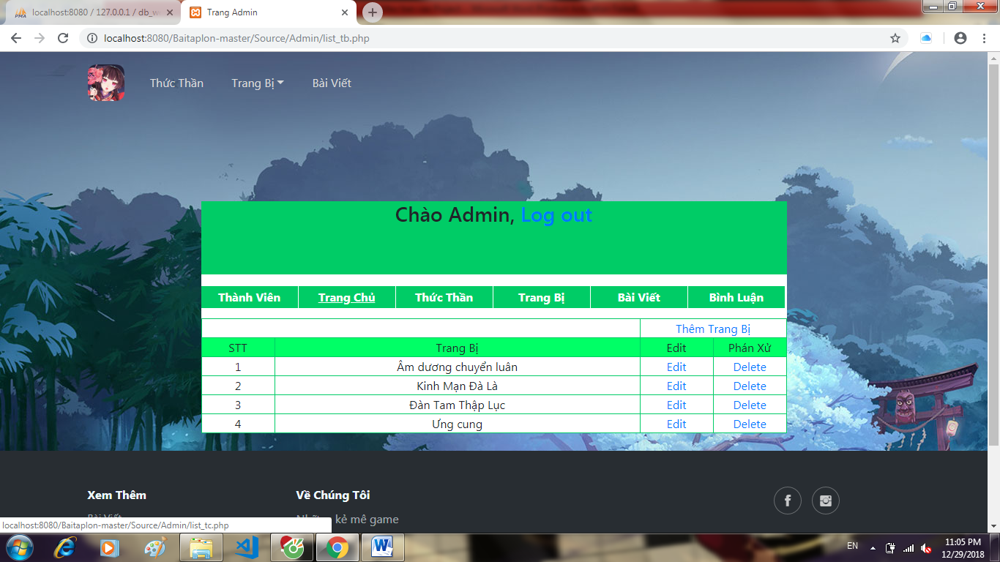 localhost:8080 / 127.0.0.1 / db_w
Trang Admin
localhost:8080/Baitaplon-master/Source/Admin/list_tb.php
Thức Thần
Trang Bị
Bài Viết
Chào Admin, Log out
Thành Viên
Trang Chủ
Thức Thần
Trang Bị
Bài Viết
Bình Luận
Thêm Trang Bị
STT Trang Bị Edit Phán Xử
1 Âm dương chuyển luân Edit Delete
2 Kinh Mạn Đà Là Edit Delete
3 Đàn Tam Thập Lục Edit Delete
4 Ưng cung Edit Delete
Xem Thêm
Bài Viết
Về Chúng Tôi
Những kẻ mê game
localhost:8080/Baitaplon-master/Source/Admin/list_tc.php
EN
11:05 PM
12/29/2018